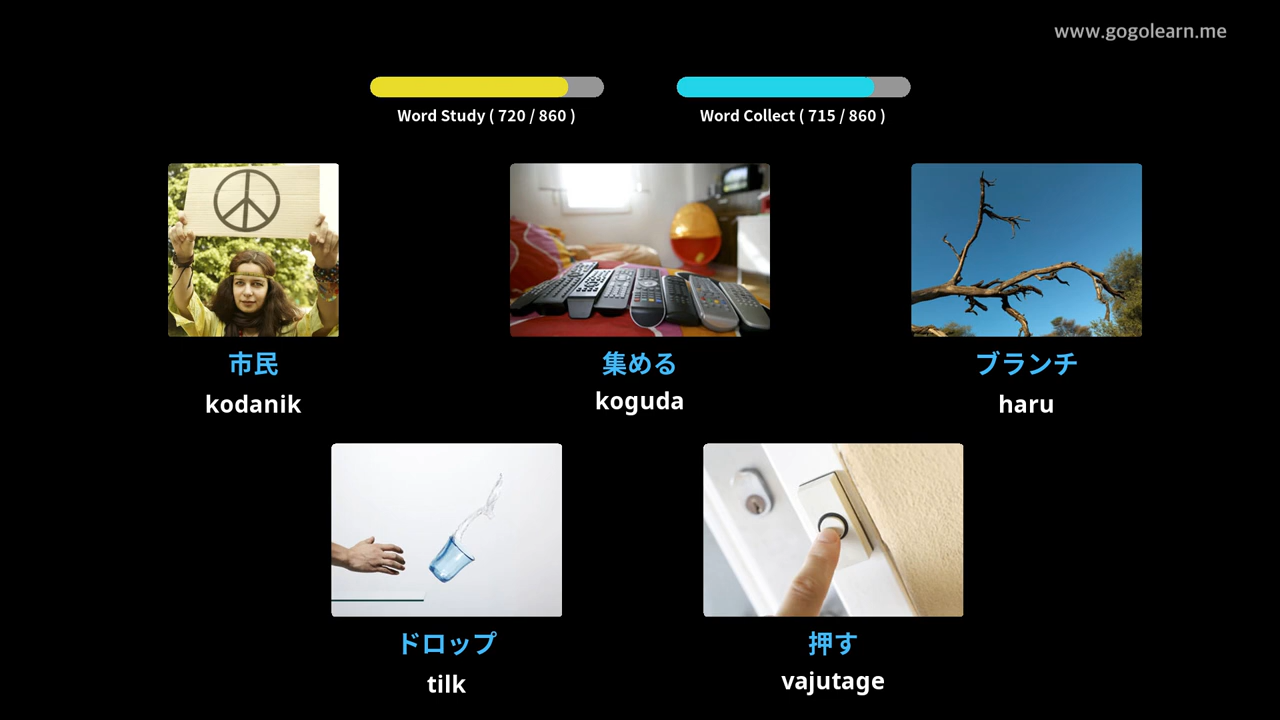 www.gogolearn.me
Word Study ( 720 / 860 )
Word Collect ( 715 / 860 )
市民
kodanik
集める
koguda
ブランチ
haru
ドロップ
tilk
押す
vajutage